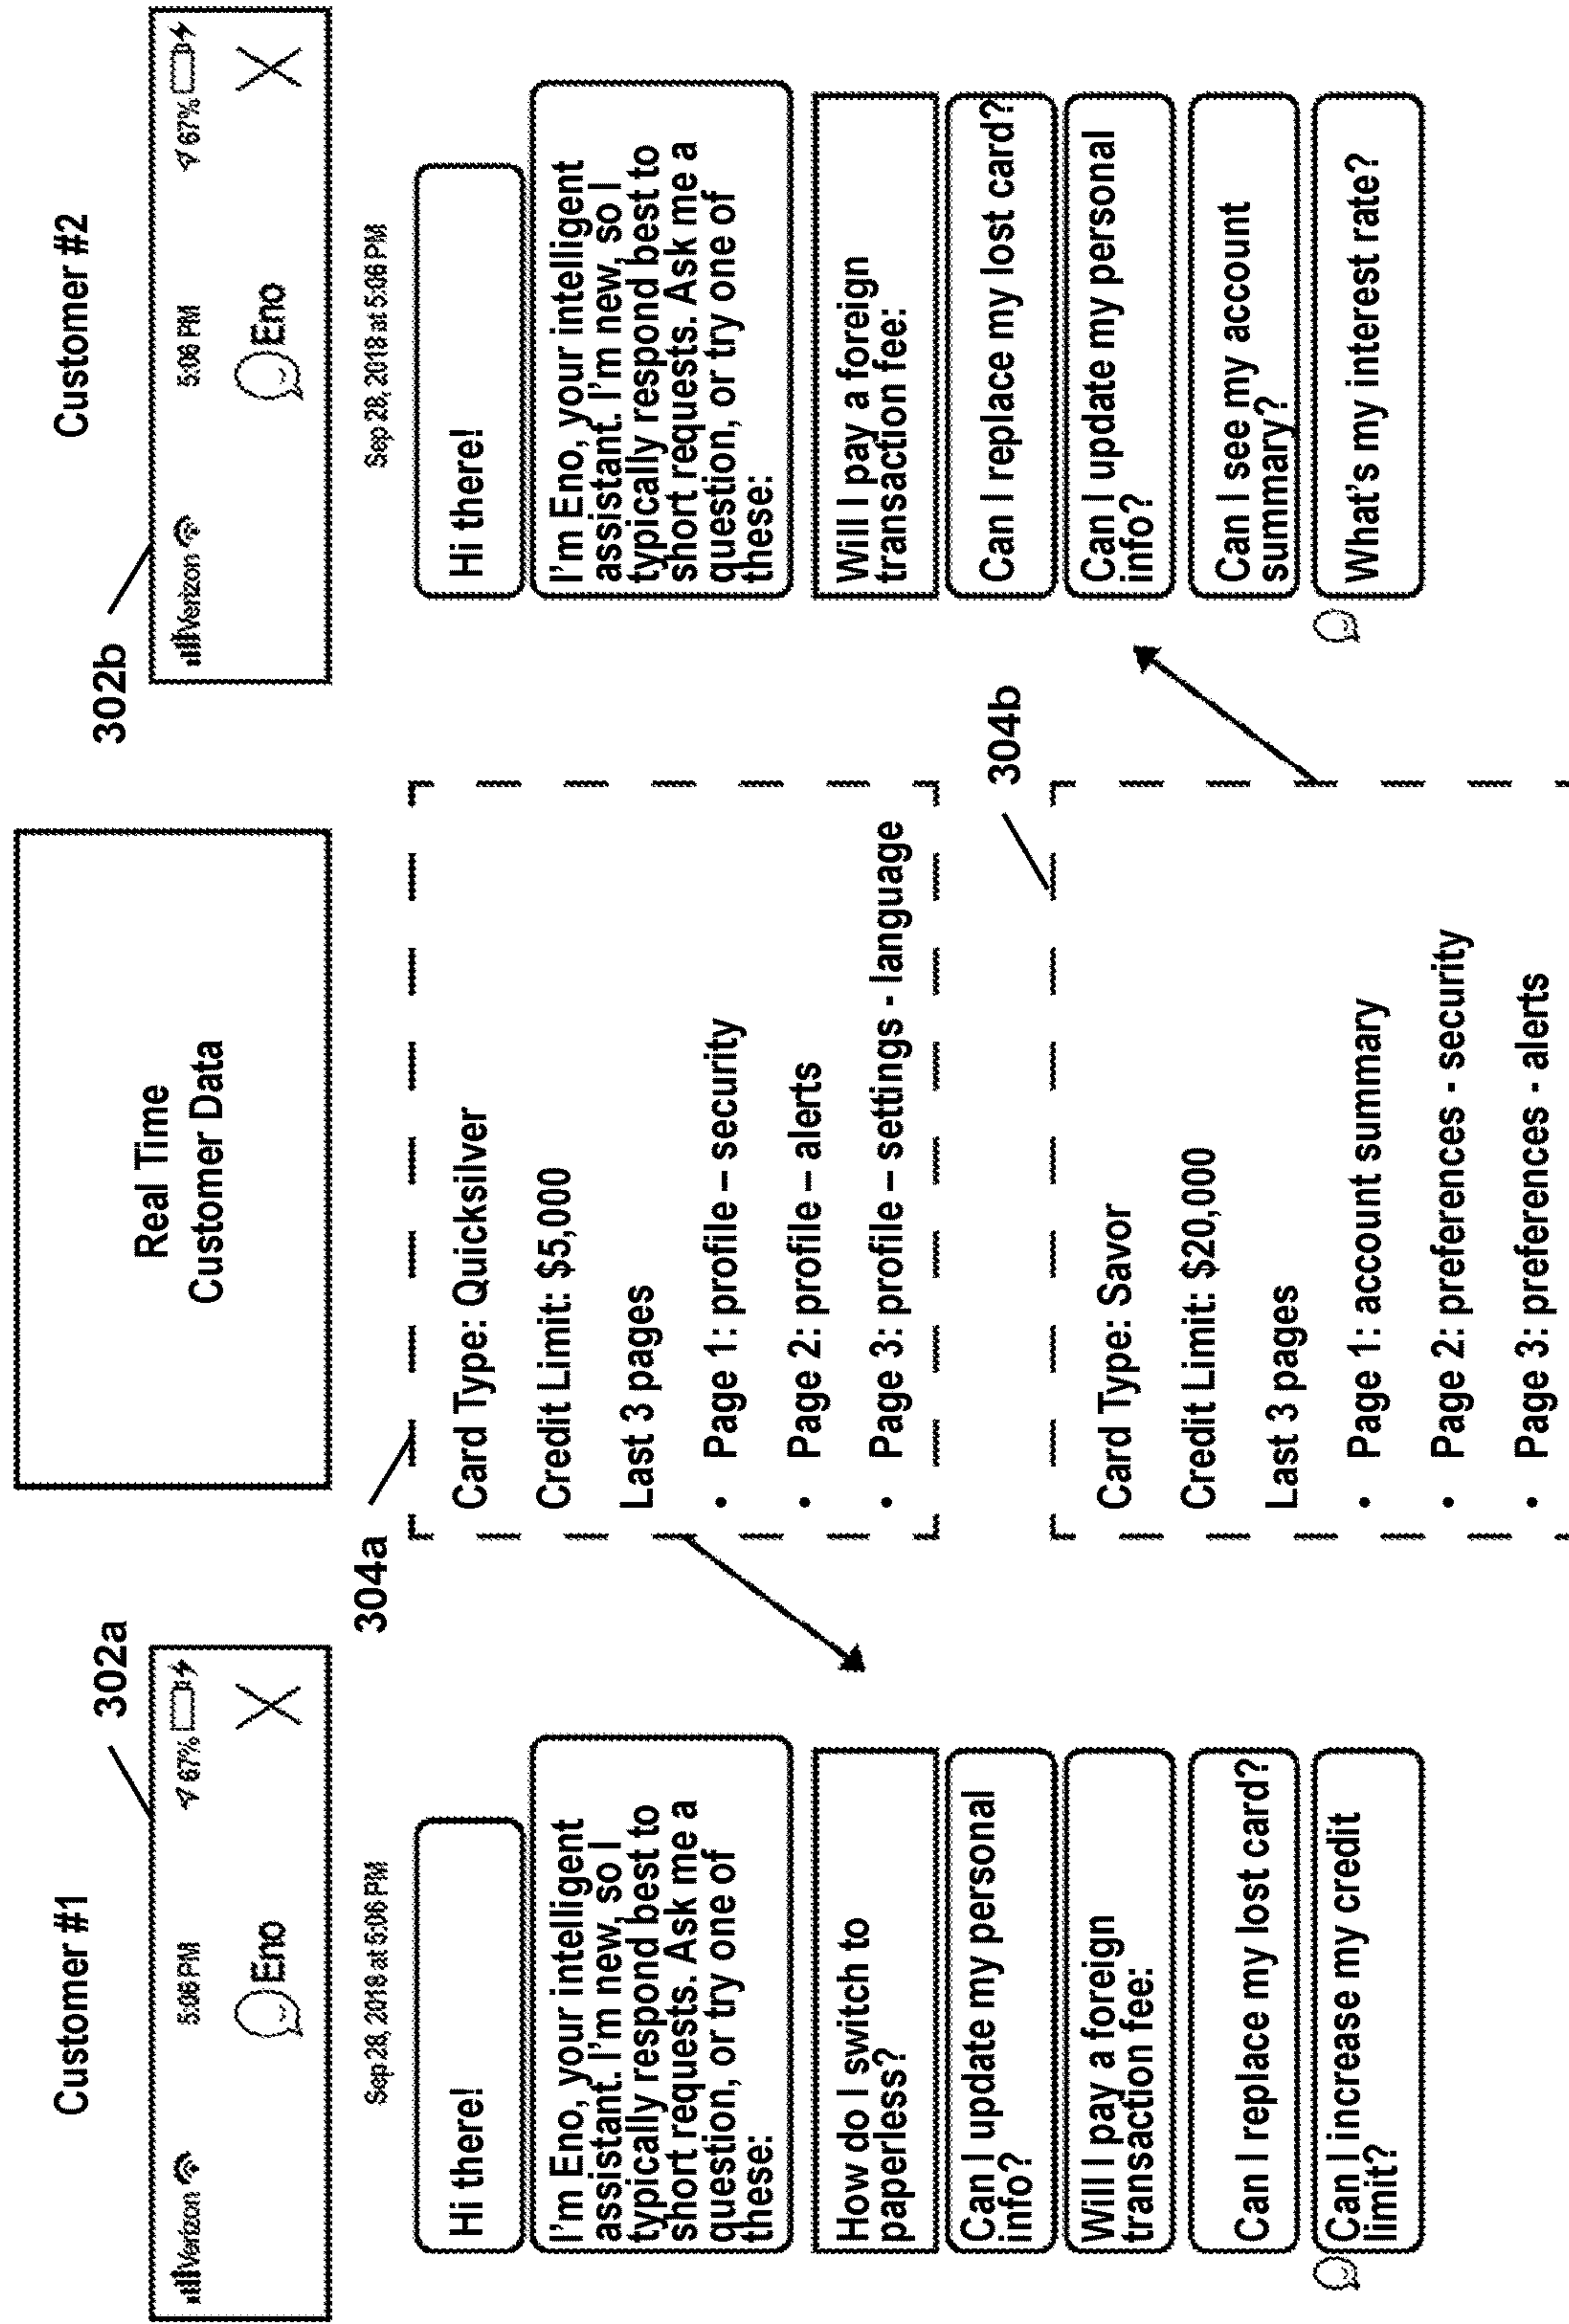 Customer #1
302a
Verizon
5:06 PM
67%
Eno
X
Sep 28, 2018 at 5:06 PM
Hi there!
I'm Eno, your intelligent
assistant. I'm new, so I
typically respond best to
short requests. Ask me a
question, or try one of
these:
How do I switch to
paperless?
Can I update my personal
info?
Will I pay a foreign
transaction fee:
Can I replace my lost card?
Can I increase my credit
limit?
Real Time
Customer Data
304a
Card Type: Quicksilver
Credit Limit: $5,000
Last 3 pages
• Page 1: profile – security
• Page 2: profile – alerts
• Page 3: profile – settings - language
304b
Card Type: Savor
Credit Limit: $20,000
Last 3 pages
• Page 1: account summary
• Page 2: preferences - security
• Page 3: preferences - alerts
Customer #2
302b
Verizon
5:06 PM
67%
Eno
X
Sep 28, 2018 at 5:06 PM
Hi there!
I'm Eno, your intelligent
assistant. I'm new, so I
typically respond best to
short requests. Ask me a
question, or try one of
these:
Will I pay a foreign
transaction fee:
Can I replace my lost card?
Can I update my personal
info?
Can I see my account
summary?
What's my interest rate?